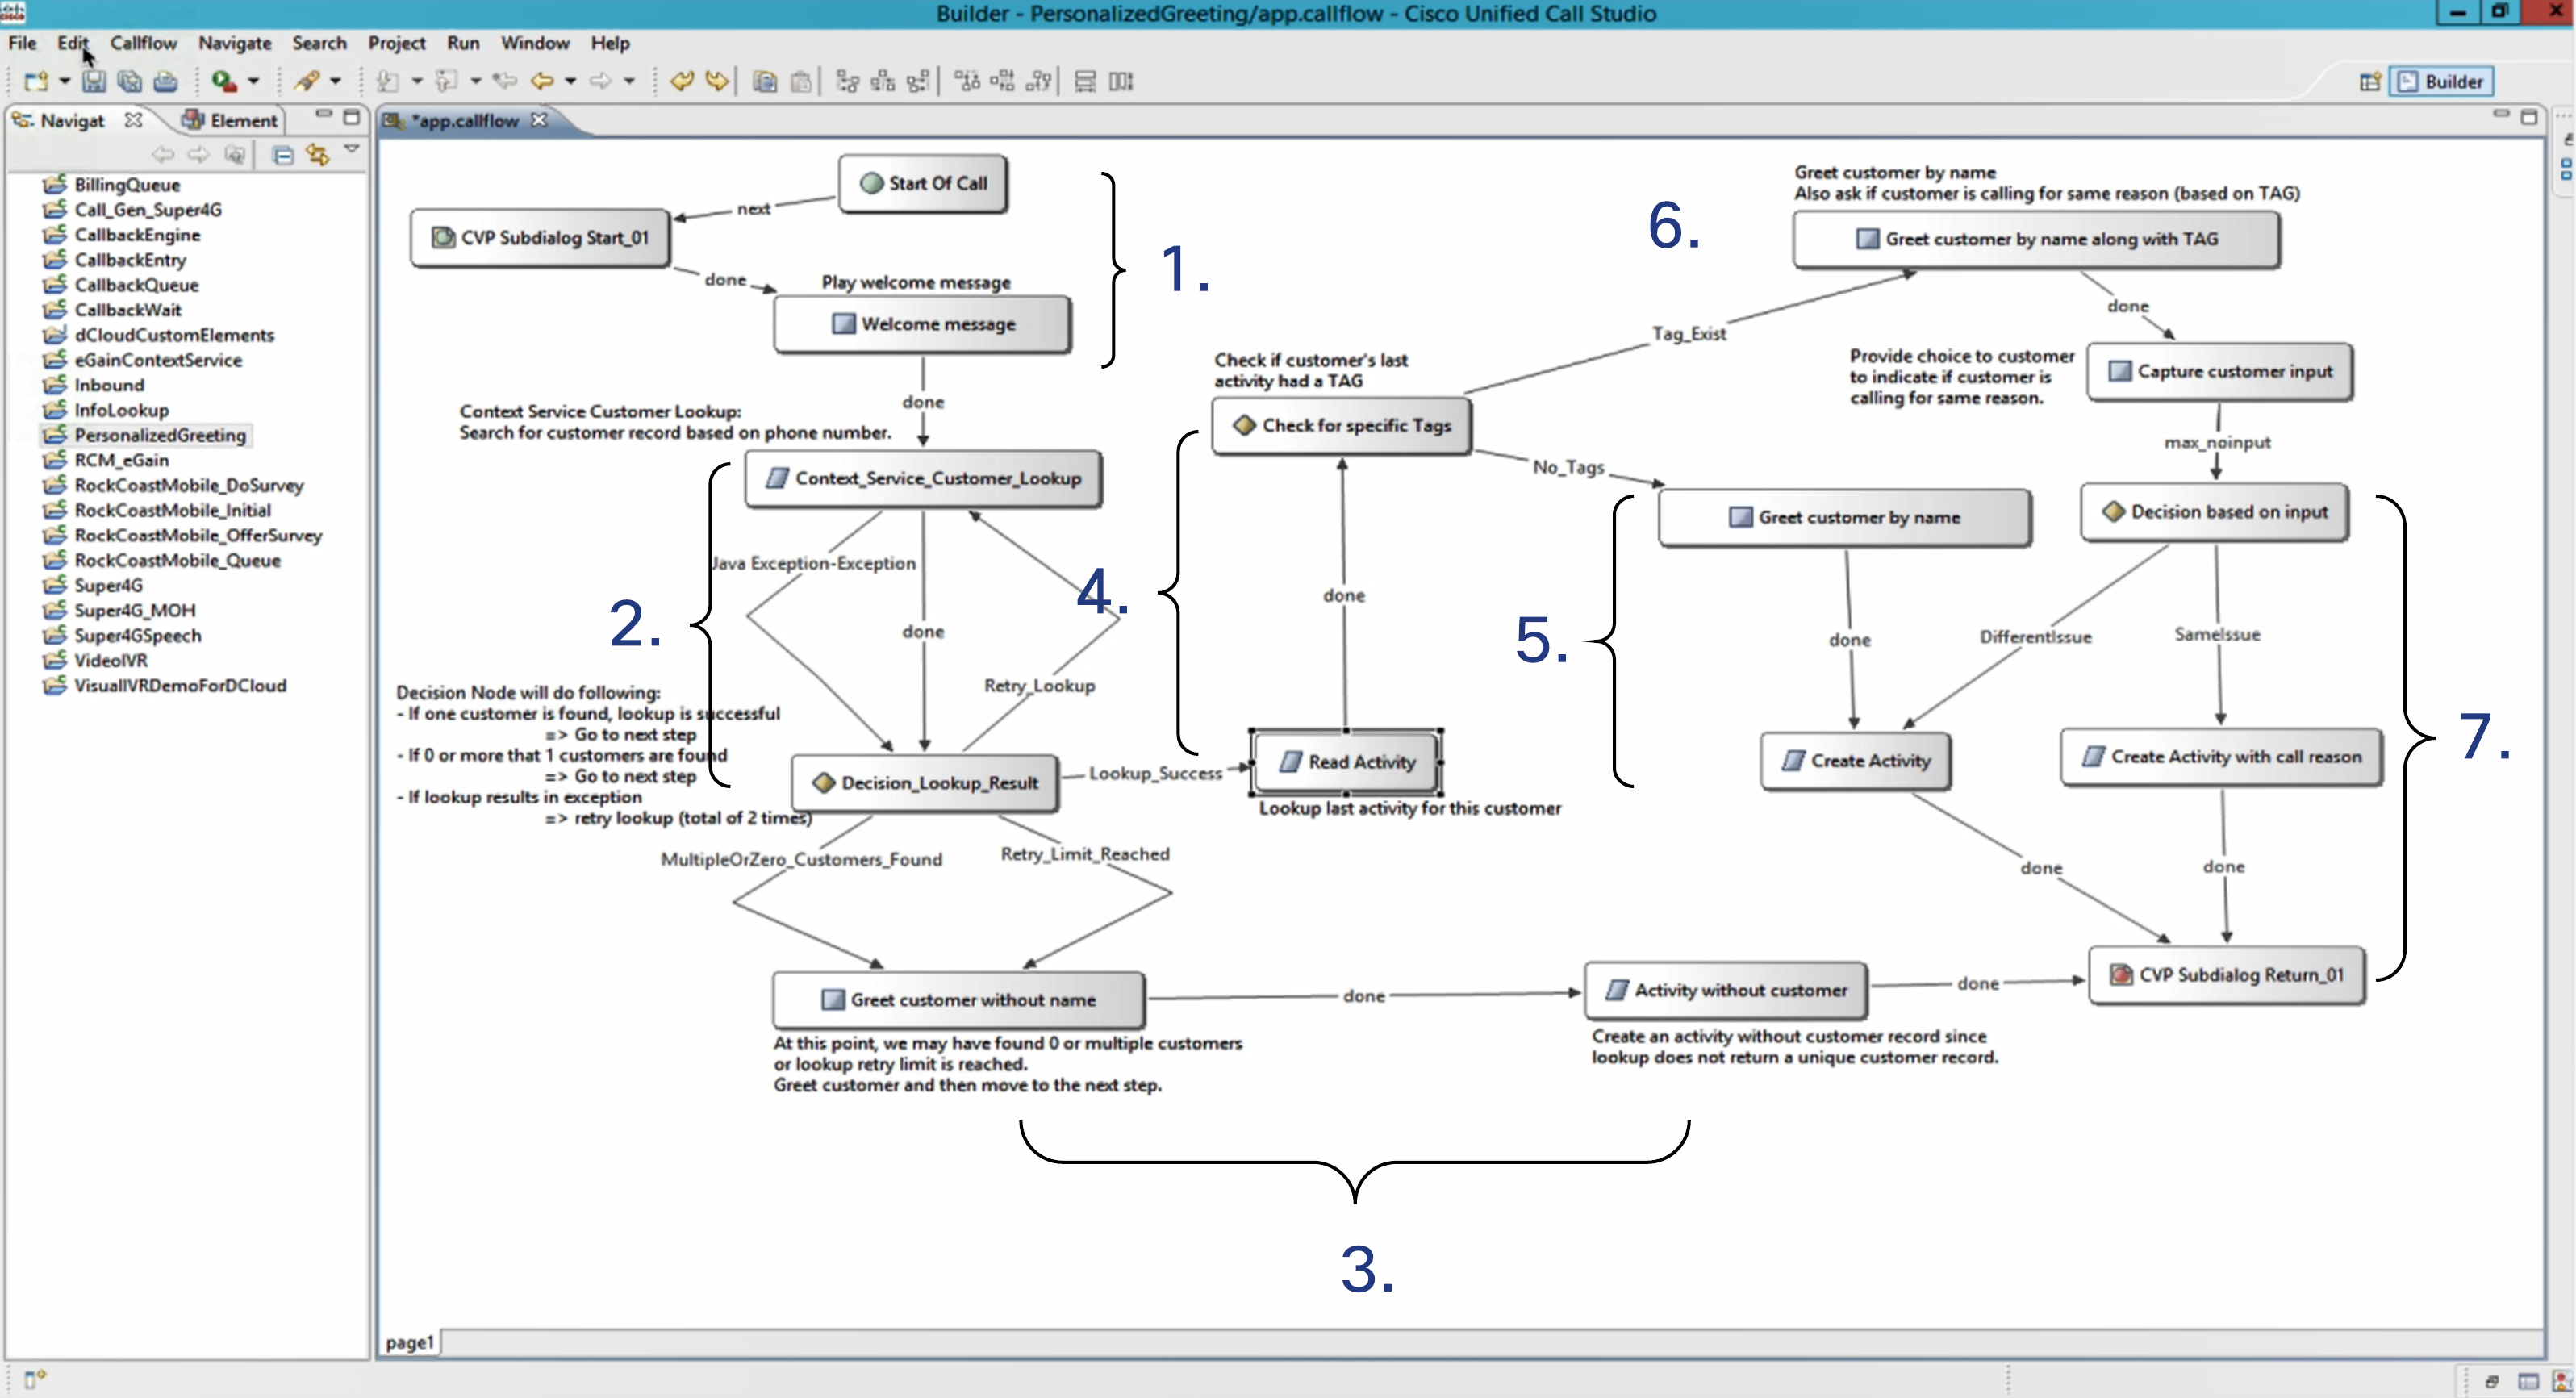 Builder - PersonalizedGreeting/app.callflow - Cisco Unified Call Studio
File Edit Callflow Navigate Search Project Run Window Help
Builder
Navigat
Element
*app.callflow
BillingQueue
Call_Gen_Super4G
CallbackEngine
CallbackEntry
CallbackQueue
CallbackWait
dCloudCustomElements
eGainContextService
Inbound
InfoLookup
PersonalizedGreeting
RCM_eGain
RockCoastMobile_DoSurvey
RockCoastMobile_Initial
RockCoastMobile_OfferSurvey
RockCoastMobile_Queue
Super4G
Super4G_MOH
Super4GSpeech
VideoIVR
VisualIVRDemoForDCloud
Start Of Call
next
CVP Subdialog Start_01
done
Play welcome message
Welcome message
1.
done
Context Service Customer Lookup:
Search for customer record based on phone number.
Context_Service_Customer_Lookup
Java Exception-Exception
done
Retry_Lookup
2.
Decision Node will do following:
- If one customer is found, lookup is successful
=> Go to next step
- If 0 or more that 1 customers are found
=> Go to next step
- If lookup results in exception
=> retry lookup (total of 2 times)
Decision_Lookup_Result
Lookup_Success
MultipleOrZero_Customers_Found
Retry_Limit_Reached
Greet customer without name
At this point, we may have found 0 or multiple customers
or lookup retry limit is reached.
Greet customer and then move to the next step.
done
Activity without customer
Create an activity without customer record since
lookup does not return a unique customer record.
done
3.
Check if customer's last
activity had a TAG
Check for specific Tags
4.
done
Read Activity
Lookup last activity for this customer
Tag_Exist
No_Tags
5.
Greet customer by name
done
Create Activity
done
6.
Greet customer by name
Also ask if customer is calling for same reason (based on TAG)
Greet customer by name along with TAG
done
Provide choice to customer
to indicate if customer is
calling for same reason.
Capture customer input
max_noinput
Decision based on input
DifferentIssue
SameIssue
Create Activity with call reason
done
CVP Subdialog Return_01
7.
page1